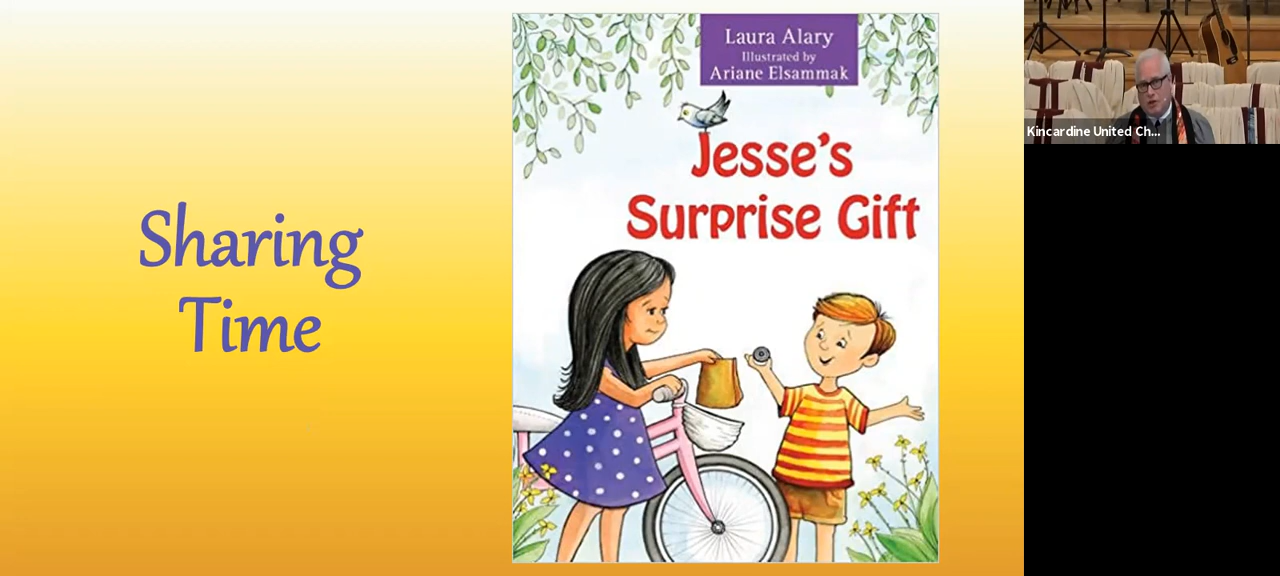 Sharing
Time
Laura Alary
Illustrated by
Ariane Elsammak
Jesse's
Surprise Gift
Kincardine United Ch...